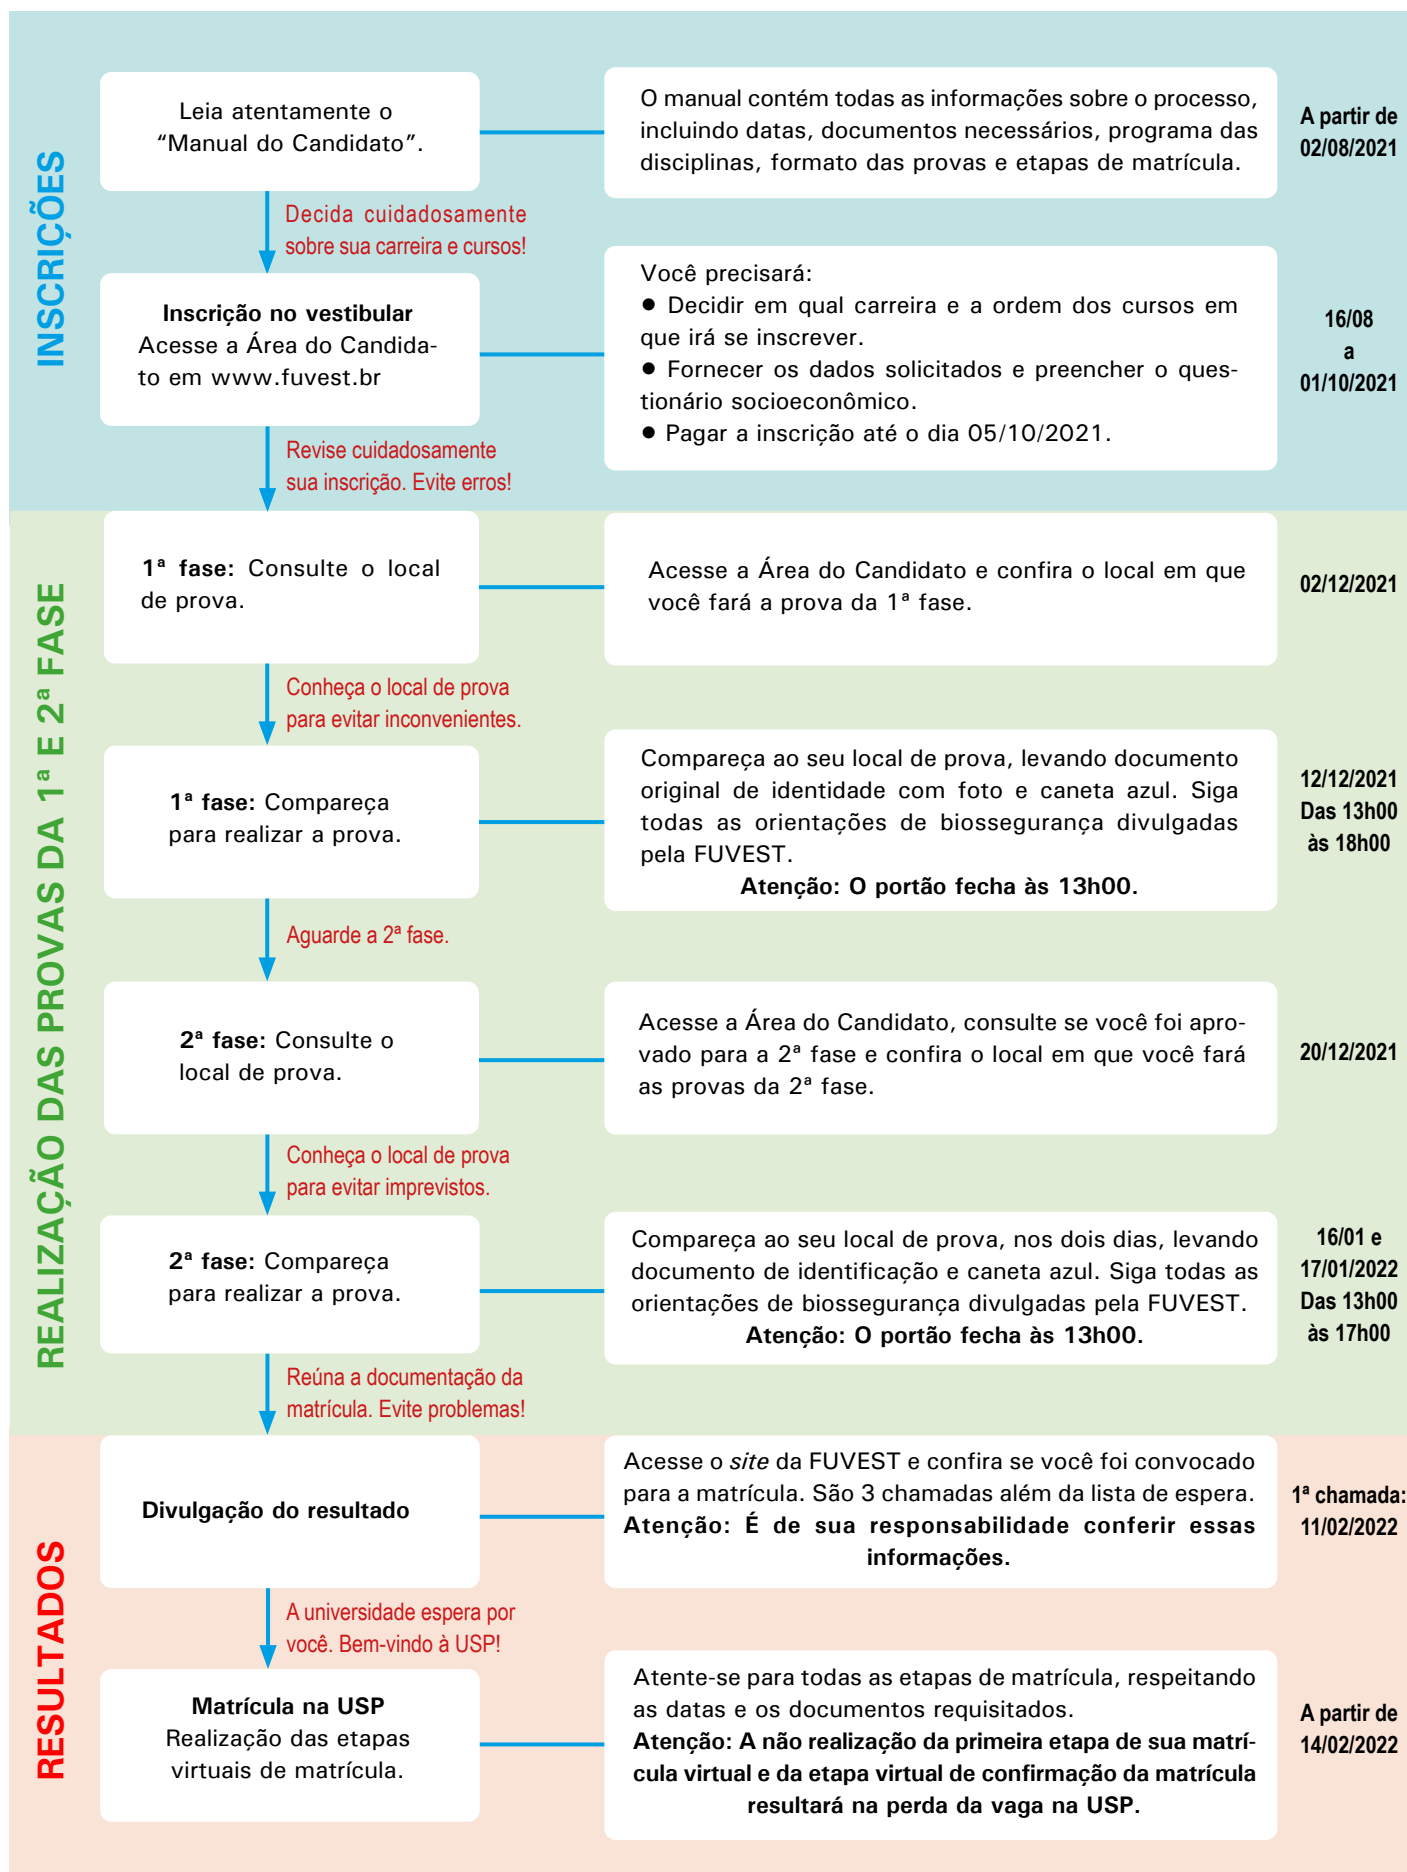 INSCRIÇÕES
Leia atentamente o
“Manual do Candidato”.
O manual contém todas as informações sobre o processo,
incluindo datas, documentos necessários, programa das
disciplinas, formato das provas e etapas de matrícula.
A partir de
02/08/2021
Decida cuidadosamente
sobre sua carreira e cursos!
Inscrição no vestibular
Acesse a Área do Candida-
to em www.fuvest.br
Você precisará:
● Decidir em qual carreira e a ordem dos cursos em
que irá se inscrever.
● Fornecer os dados solicitados e preencher o ques-
tionário socioeconômico.
● Pagar a inscrição até o dia 05/10/2021.
16/08
a
01/10/2021
Revise cuidadosamente
sua inscrição. Evite erros!
REALIZAÇÃO DAS PROVAS DA 1ª E 2ª FASE
1ª fase: Consulte o local
de prova.
Acesse a Área do Candidato e confira o local em que
você fará a prova da 1ª fase.
02/12/2021
Conheça o local de prova
para evitar inconvenientes.
1ª fase: Compareça
para realizar a prova.
Compareça ao seu local de prova, levando documento
original de identidade com foto e caneta azul. Siga
todas as orientações de biossegurança divulgadas
pela FUVEST.
Atenção: O portão fecha às 13h00.
12/12/2021
Das 13h00
às 18h00
Aguarde a 2ª fase.
2ª fase: Consulte o
local de prova.
Acesse a Área do Candidato, consulte se você foi apro-
vado para a 2ª fase e confira o local em que você fará
as provas da 2ª fase.
20/12/2021
Conheça o local de prova
para evitar imprevistos.
2ª fase: Compareça
para realizar a prova.
Compareça ao seu local de prova, nos dois dias, levando
documento de identificação e caneta azul. Siga todas as
orientações de biossegurança divulgadas pela FUVEST.
Atenção: O portão fecha às 13h00.
16/01 e
17/01/2022
Das 13h00
às 17h00
Reúna a documentação da
matrícula. Evite problemas!
RESULTADOS
Divulgação do resultado
Acesse o site da FUVEST e confira se você foi convocado
para a matrícula. São 3 chamadas além da lista de espera.
Atenção: É de sua responsabilidade conferir essas
informações.
1ª chamada:
11/02/2022
A universidade espera por
você. Bem-vindo à USP!
Matrícula na USP
Realização das etapas
virtuais de matrícula.
Atente-se para todas as etapas de matrícula, respeitando
as datas e os documentos requisitados.
Atenção: A não realização da primeira etapa de sua matrí-
cula virtual e da etapa virtual de confirmação da matrícula
resultará na perda da vaga na USP.
A partir de
14/02/2022